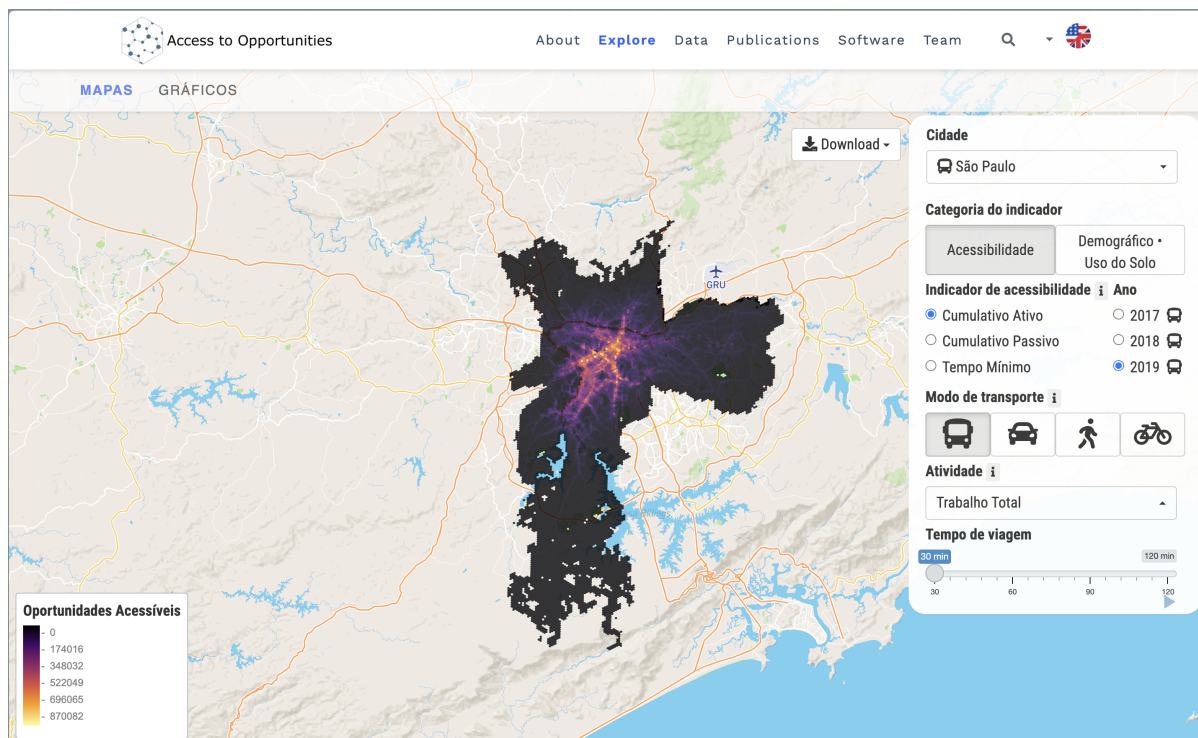 Access to Opportunities
About Explore Data Publications Software Team
MAPAS GRÁFICOS
Download
GRU
Cidade
São Paulo
Categoria do indicador
Acessibilidade
Demográfico •
Uso do Solo
Indicador de acessibilidade i Ano
Cumulativo Ativo 2017
Cumulativo Passivo 2018
Tempo Mínimo 2019
Modo de transporte i
Atividade i
Trabalho Total
Tempo de viagem
30 min 120 min
30 60 90 120
Oportunidades Acessíveis
0
174016
348032
522049
696065
870082